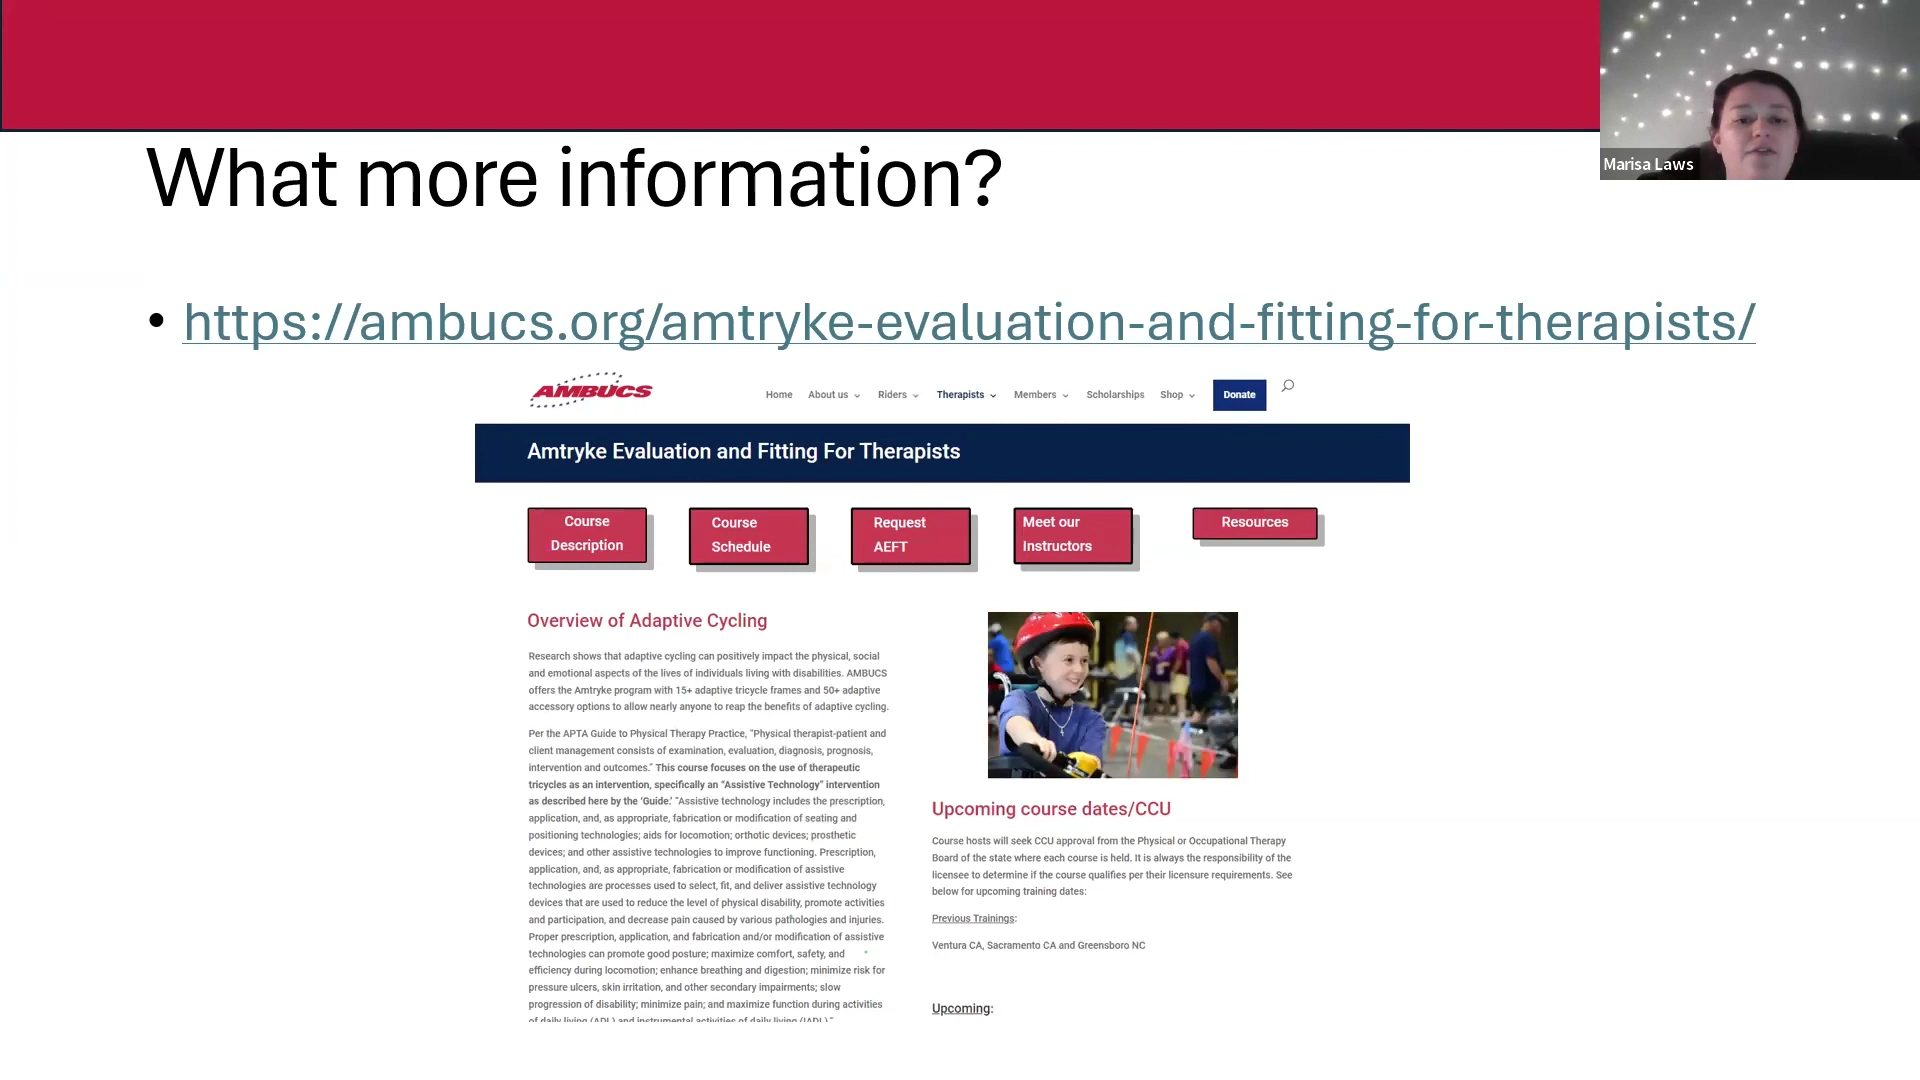 Marisa Laws
What more information?
• https://ambucs.org/amtryke-evaluation-and-fitting-for-therapists/
AMBUCS
Home About us Riders Therapists Members Scholarships Shop Donate
Amtryke Evaluation and Fitting For Therapists
Course
Description
Course
Schedule
Request
AEFT
Meet our
Instructors
Resources
Overview of Adaptive Cycling
Research shows that adaptive cycling can positively impact the physical, social
and emotional aspects of the lives of individuals living with disabilities. AMBUCS
offers the Amtryke program with 15+ adaptive tricycle frames and 50+ adaptive
accessory options to allow nearly anyone to reap the benefits of adaptive cycling.
Per the APTA Guide to Physical Therapy Practice, "Physical therapist-patient and
client management consists of examination, evaluation, diagnosis, prognosis,
intervention and outcomes." This course focuses on the use of therapeutic
tricycles as an intervention, specifically an "Assistive Technology" intervention
as described here by the 'Guide.' "Assistive technology includes the prescription,
application, and, as appropriate, fabrication or modification of seating and
positioning technologies; aids for locomotion; orthotic devices; prosthetic
devices; and other assistive technologies to improve functioning. Prescription,
application, and, as appropriate, fabrication or modification of assistive
technologies are processes used to select, fit, and deliver assistive technology
devices that are used to reduce the level of physical disability, promote activities
and participation, and decrease pain caused by various pathologies and injuries.
Proper prescription, application, and fabrication and/or modification of assistive
technologies can promote good posture; maximize comfort, safety, and
efficiency during locomotion; enhance breathing and digestion; minimize risk for
pressure ulcers, skin irritation, and other secondary impairments; slow
progression of disability; minimize pain; and maximize function during activities
of daily living (ADL) and instrumental activities of daily living (IADL)."
Upcoming course dates/CCU
Course hosts will seek CCU approval from the Physical or Occupational Therapy
Board of the state where each course is held. It is always the responsibility of the
licensee to determine if the course qualifies per their licensure requirements. See
below for upcoming training dates:
Previous Trainings:
Ventura CA, Sacramento CA and Greensboro NC
Upcoming: